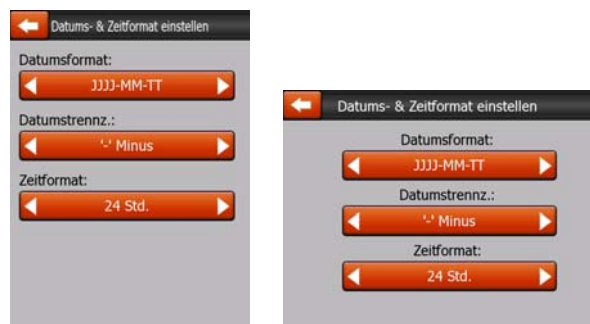 Datums- & Zeitformat einstellen
Datumsformat:
JJJJ-MM-TT
Datumstrennz.:
'-' Minus
Zeitformat:
24 Std.
Datums- & Zeitformat einstellen
Datumsformat:
JJJJ-MM-TT
Datumstrennz.:
'-' Minus
Zeitformat:
24 Std.